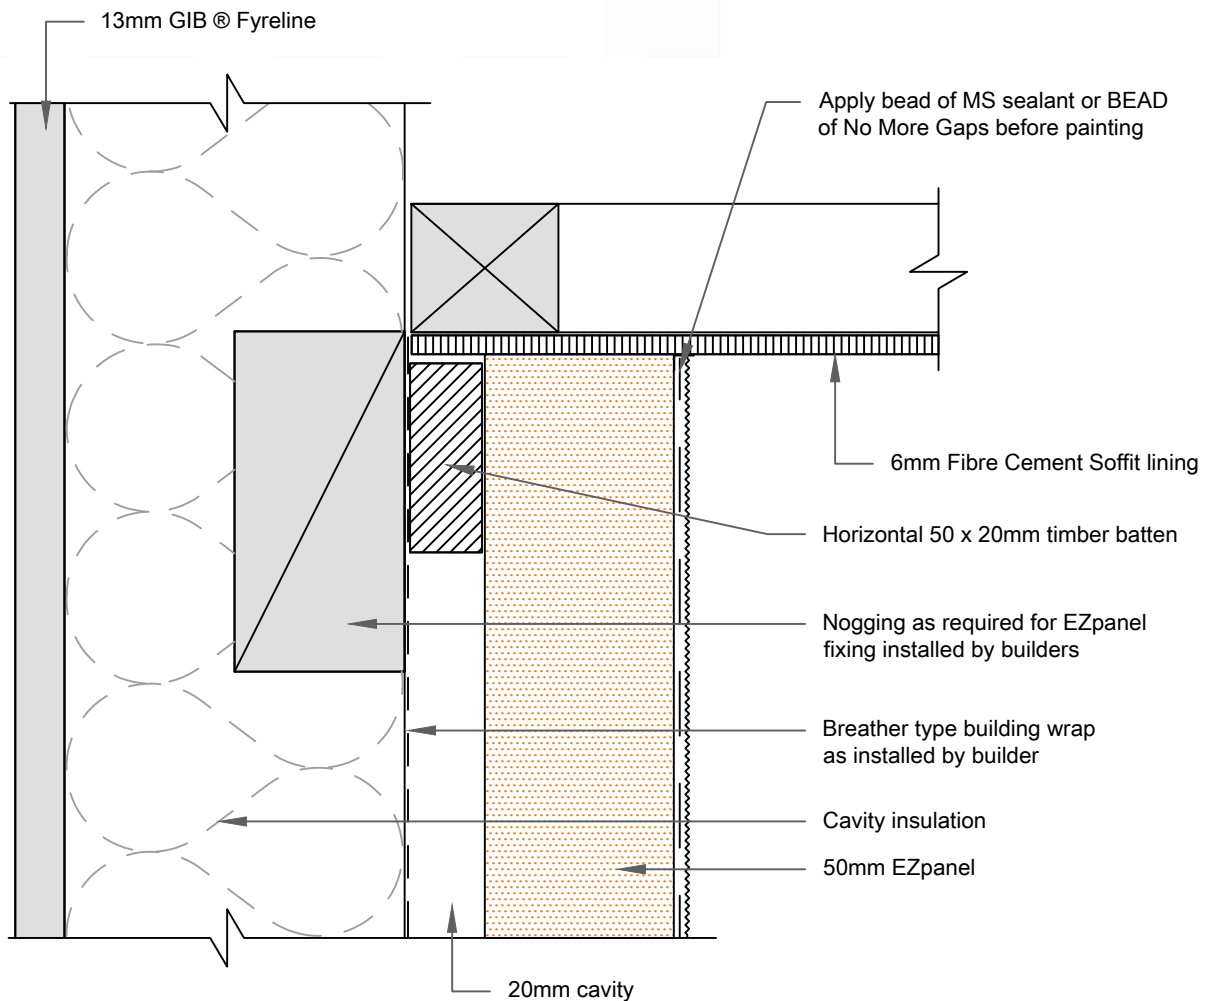 13mm GIB ® Fyreline
Apply bead of MS sealant or BEAD
of No More Gaps before painting
6mm Fibre Cement Soffit lining
Horizontal 50 x 20mm timber batten
Nogging as required for EZpanel
fixing installed by builders
Breather type building wrap
as installed by builder
Cavity insulation
50mm EZpanel
20mm cavity